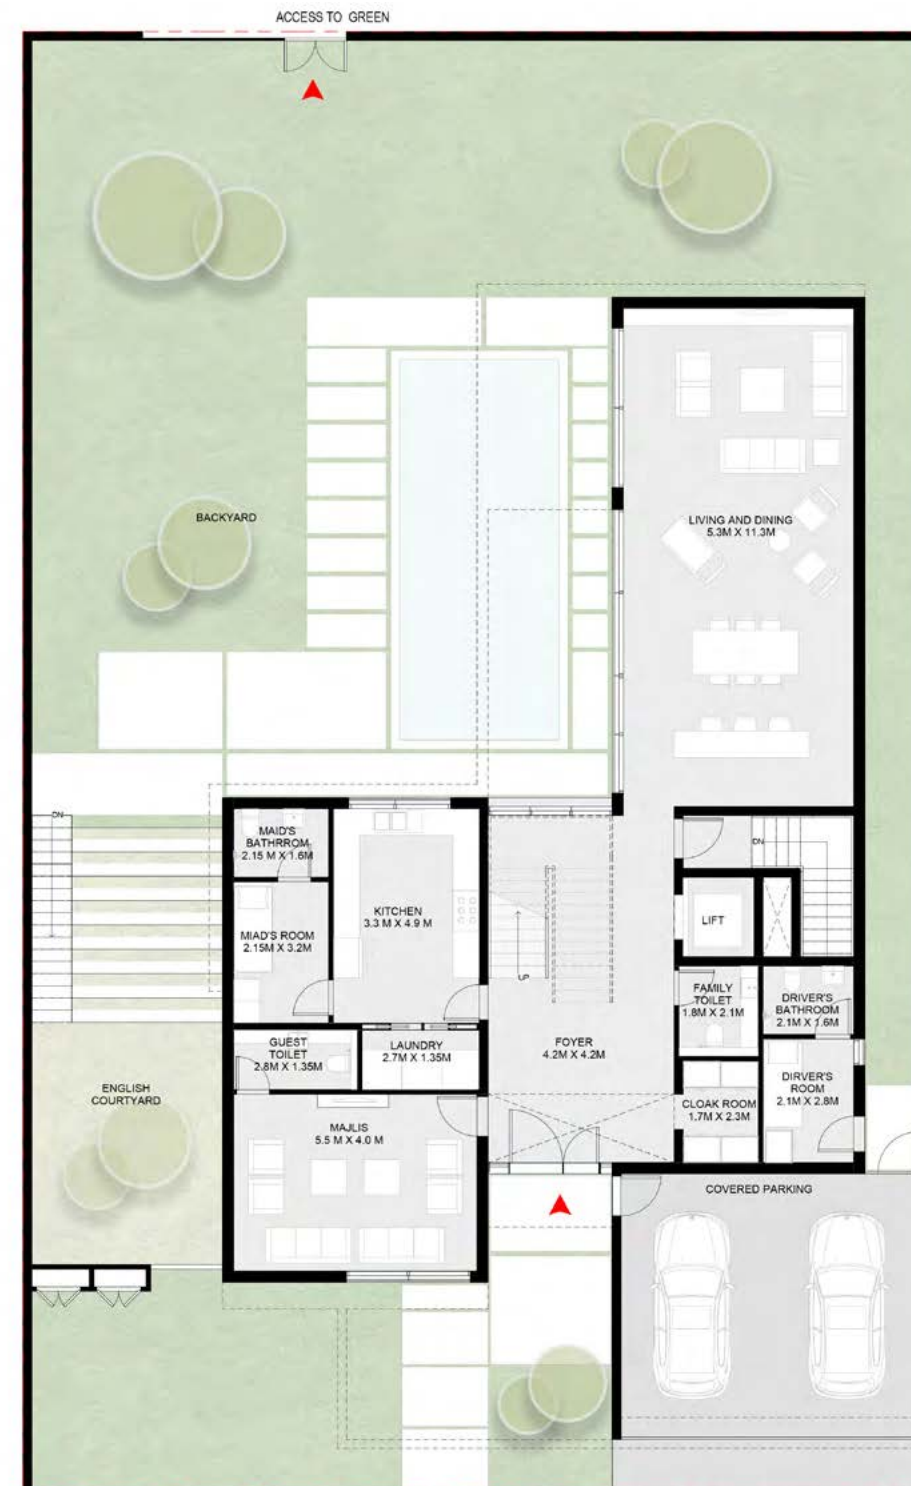 ACCESS TO GREEN
BACKYARD
LIVING AND DINING
5.3M X 11.3M
DN
MAID'S
BATHRROM
2.15 M X 1.6M
DN
KITCHEN
3.3 M X 4.9 M
LIFT
MIAD'S ROOM
2.15M X 3.2M
UP
FAMILY
TOILET
1.8M X 2.1M
DRIVER'S
BATHROOM
2.1M X 1.6M
GUEST
TOILET
2.8M X 1.35M
LAUNDRY
2.7M X 1.35M
FOYER
4.2M X 4.2M
DIRVER'S
ROOM
2.1M X 2.8M
ENGLISH
COURTYARD
CLOAK ROOM
1.7M X 2.3M
MAJLIS
5.5 M X 4.0 M
COVERED PARKING